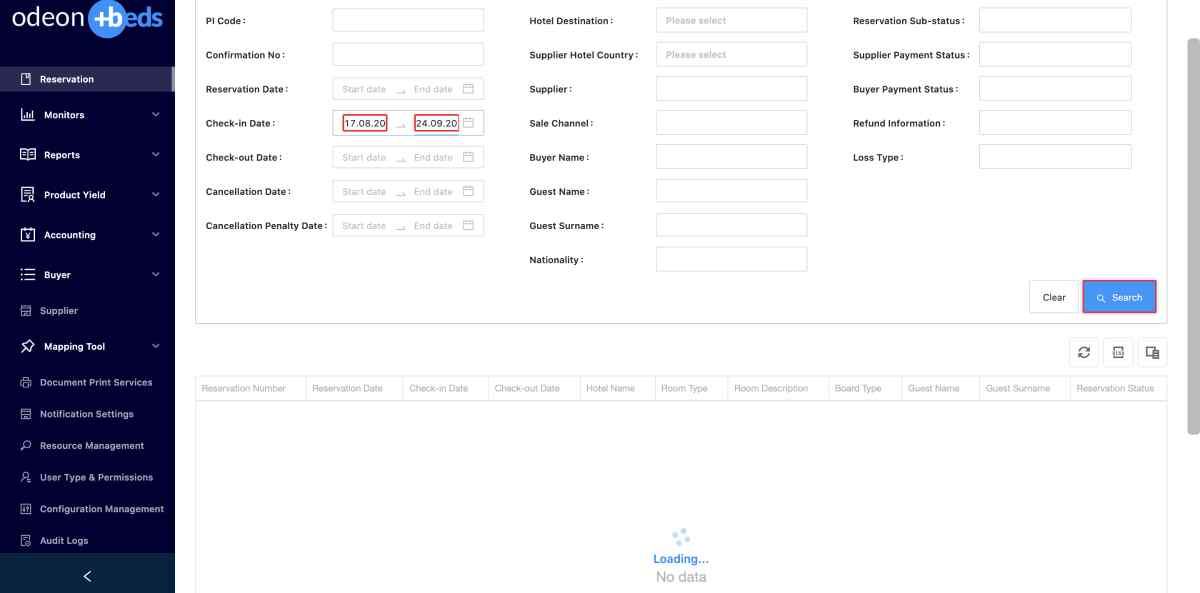 odeon +beds
Reservation
Monitors
Reports
Product Yield
Accounting
Buyer
Supplier
Mapping Tool
Document Print Services
Notification Settings
Resource Management
User Type & Permissions
Configuration Management
Audit Logs
PI Code :
Confirmation No :
Reservation Date : Start date End date
Check-in Date : 17.08.20 24.09.20
Check-out Date : Start date End date
Cancellation Date : Start date End date
Cancellation Penalty Date : Start date End date
Hotel Destination : Please select
Supplier Hotel Country : Please select
Supplier :
Sale Channel :
Buyer Name :
Guest Name :
Guest Surname :
Nationality :
Reservation Sub-status :
Supplier Payment Status :
Buyer Payment Status :
Refund Information :
Loss Type :
Clear Search
Reservation Number Reservation Date Check-in Date Check-out Date Hotel Name Room Type Room Description Board Type Guest Name Guest Surname Reservation Status
Loading...
No data